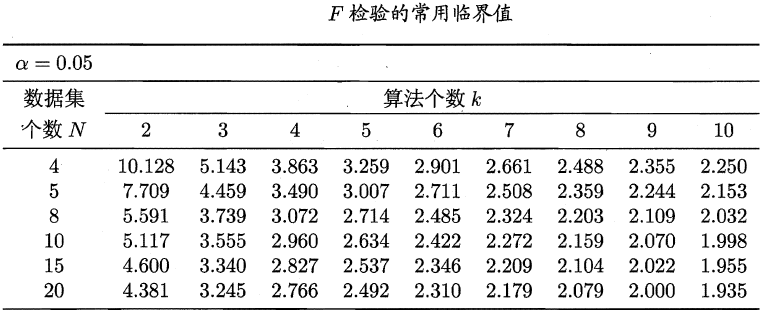 F 检验的常用临界值
α = 0.05
数据集 算法个数 k
个数 N 2 3 4 5 6 7 8 9 10
4 10.128 5.143 3.863 3.259 2.901 2.661 2.488 2.355 2.250
5 7.709 4.459 3.490 3.007 2.711 2.508 2.359 2.244 2.153
8 5.591 3.739 3.072 2.714 2.485 2.324 2.203 2.109 2.032
10 5.117 3.555 2.960 2.634 2.422 2.272 2.159 2.070 1.998
15 4.600 3.340 2.827 2.537 2.346 2.209 2.104 2.022 1.955
20 4.381 3.245 2.766 2.492 2.310 2.179 2.079 2.000 1.935